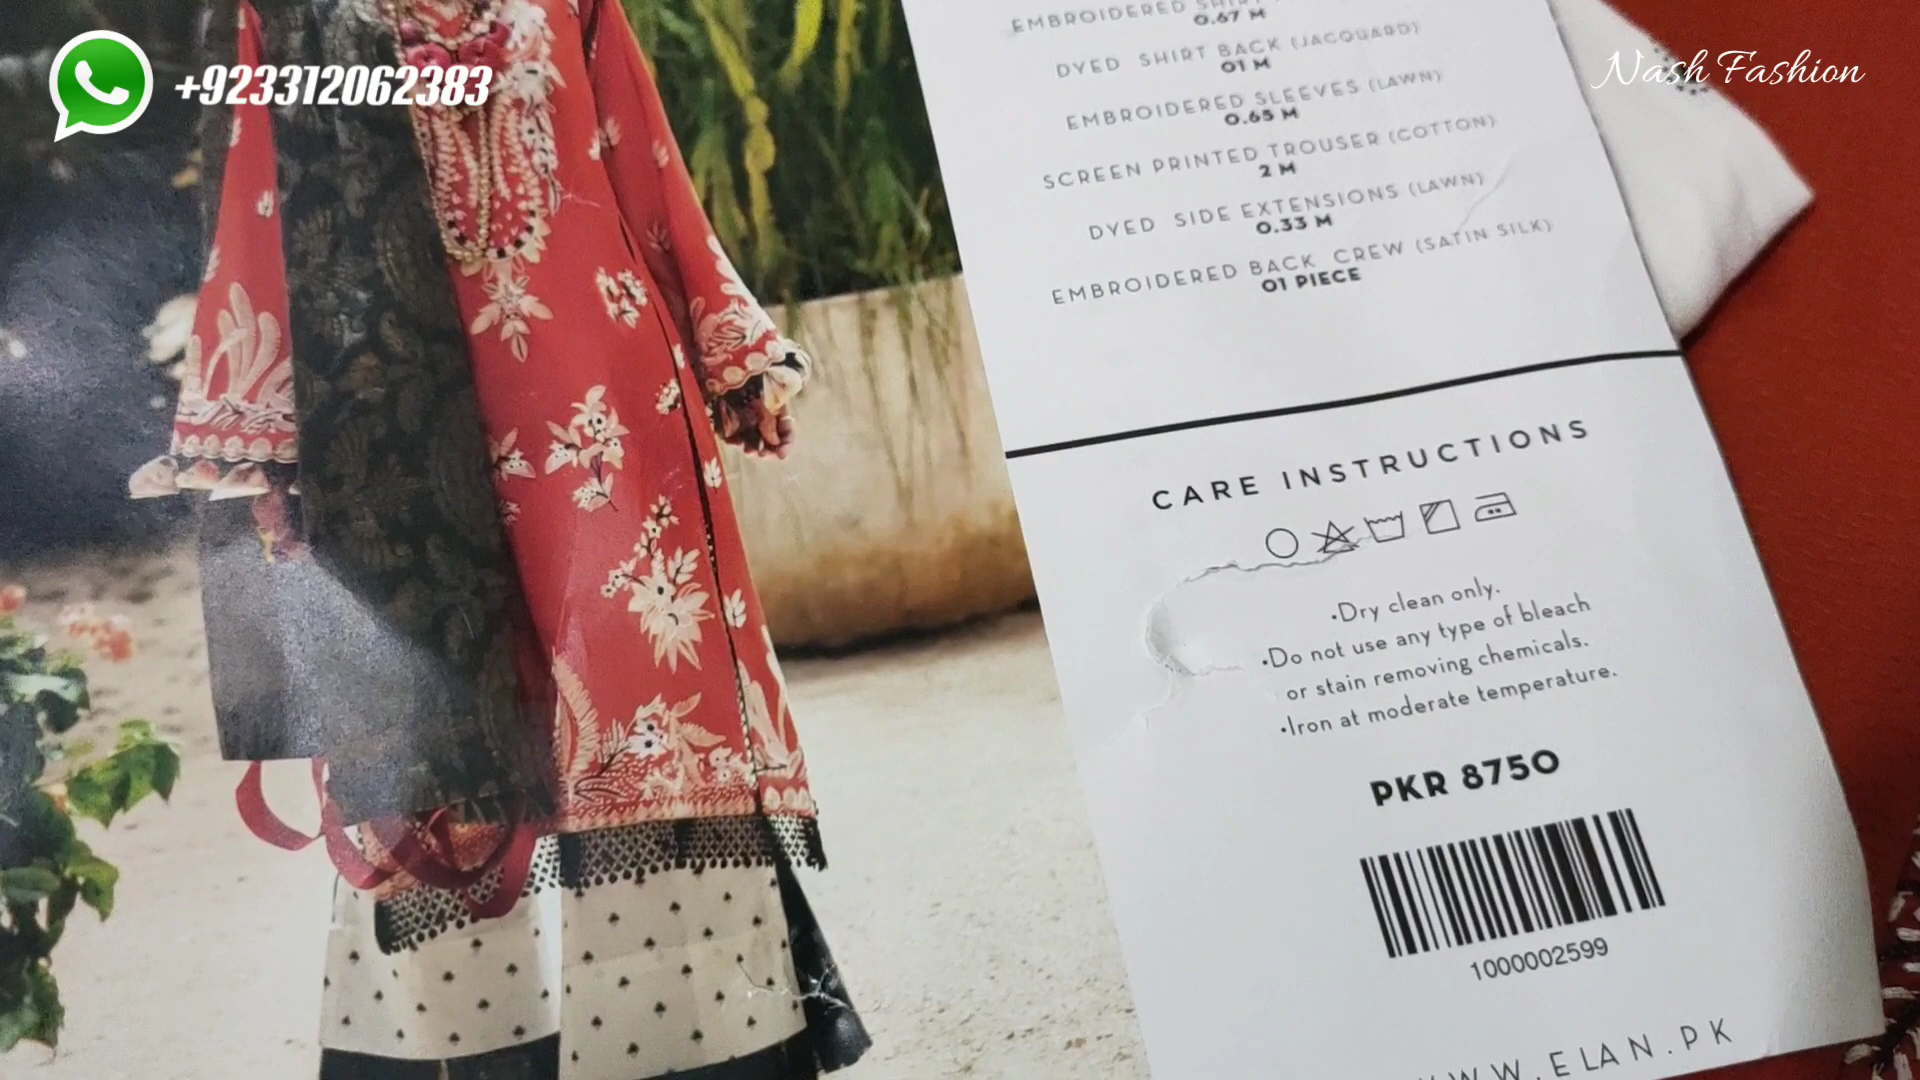 +923312062383
Nash Fashion
EMBROIDERED SHIRT
0.67 M
DYED SHIRT BACK (JACQUARD)
01 M
EMBROIDERED SLEEVES (LAWN)
0.65 M
SCREEN PRINTED TROUSER (COTTON)
2 M
DYED SIDE EXTENSIONS (LAWN)
0.33 M
EMBROIDERED BACK CREW (SATIN SILK)
01 PIECE
CARE INSTRUCTIONS
•Dry clean only.
•Do not use any type of bleach
or stain removing chemicals.
•Iron at moderate temperature.
PKR 8750
1000002599
WWW.ELAN.PK